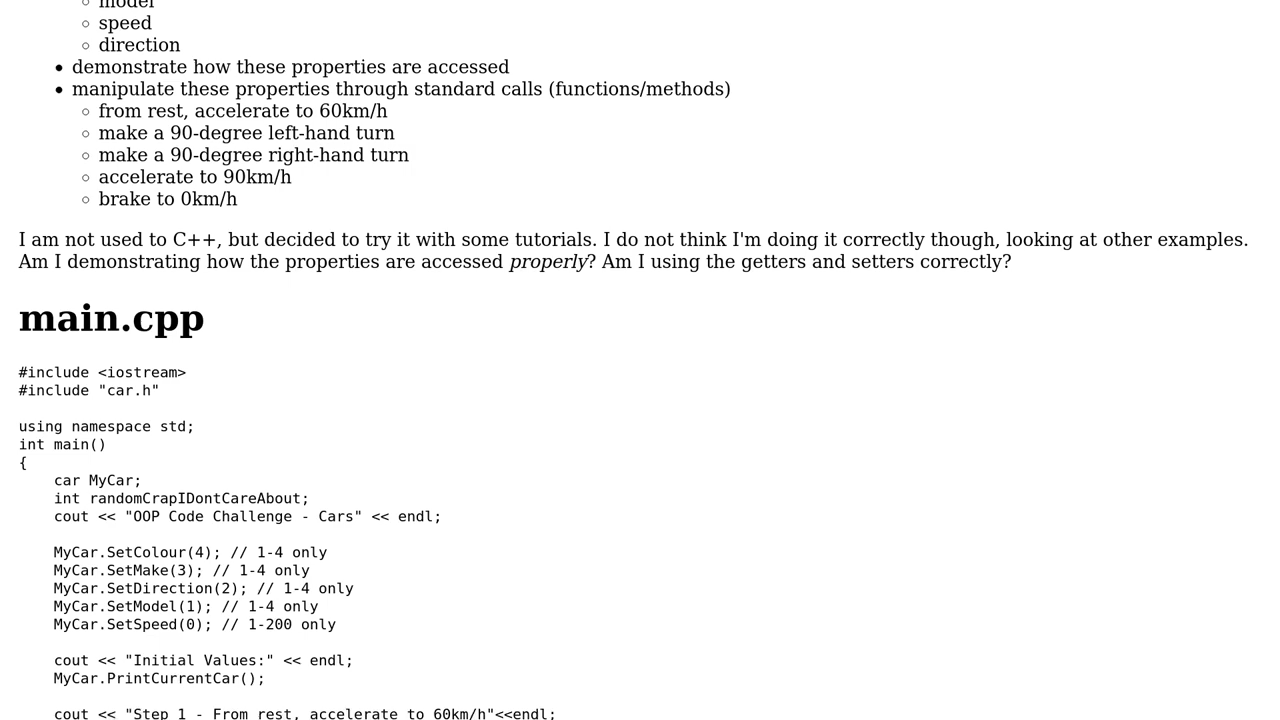 model
speed
direction
demonstrate how these properties are accessed
manipulate these properties through standard calls (functions/methods)
from rest, accelerate to 60km/h
make a 90-degree left-hand turn
make a 90-degree right-hand turn
accelerate to 90km/h
brake to 0km/h
I am not used to C++, but decided to try it with some tutorials. I do not think I'm doing it correctly though, looking at other examples.
Am I demonstrating how the properties are accessed properly? Am I using the getters and setters correctly?
main.cpp
#include <iostream>
#include "car.h"
using namespace std;
int main()
{
    car MyCar;
    int randomCrapIDontCareAbout;
    cout << "OOP Code Challenge - Cars" << endl;
    MyCar.SetColour(4); // 1-4 only
    MyCar.SetMake(3); // 1-4 only
    MyCar.SetDirection(2); // 1-4 only
    MyCar.SetModel(1); // 1-4 only
    MyCar.SetSpeed(0); // 1-200 only
    cout << "Initial Values:" << endl;
    MyCar.PrintCurrentCar();
    cout << "Step 1 - From rest, accelerate to 60km/h"<<endl;